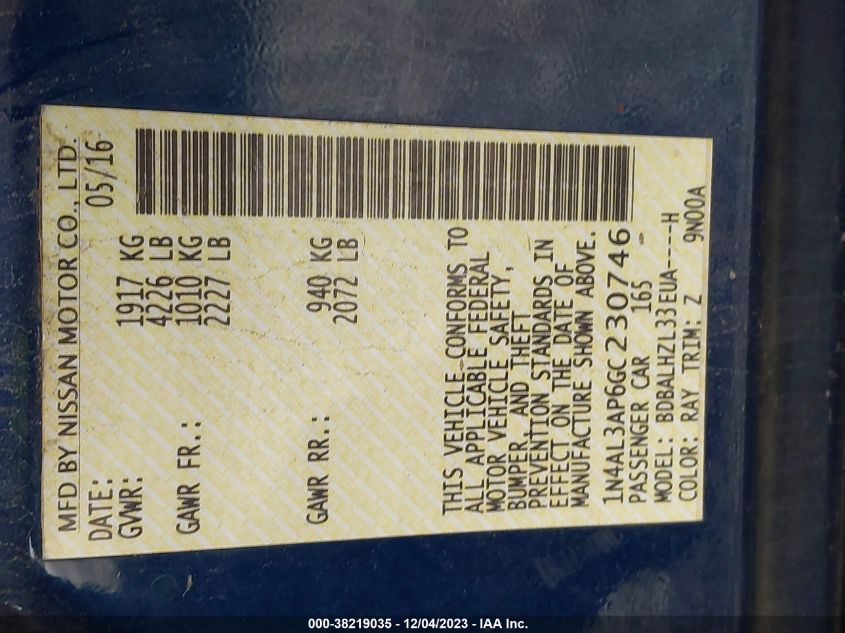 MFD BY NISSAN MOTOR CO., LTD.
DATE: 05/16
GVWR: 1917 KG
4226 LB
GAWR FR.: 1010 KG
2227 LB
GAWR RR.: 940 KG
2072 LB
THIS VEHICLE CONFORMS TO
ALL APPLICABLE FEDERAL
MOTOR VEHICLE SAFETY,
BUMPER, AND THEFT
PREVENTION STANDARDS IN
EFFECT ON THE DATE OF
MANUFACTURE SHOWN ABOVE.
1N4AL3AP6GC230746
PASSENGER CAR 165
MODEL: BDBALHZL33EUA----H
COLOR: RAY TRIM: Z 9N00A
000-38219035 - 12/04/2023 - IAA Inc.